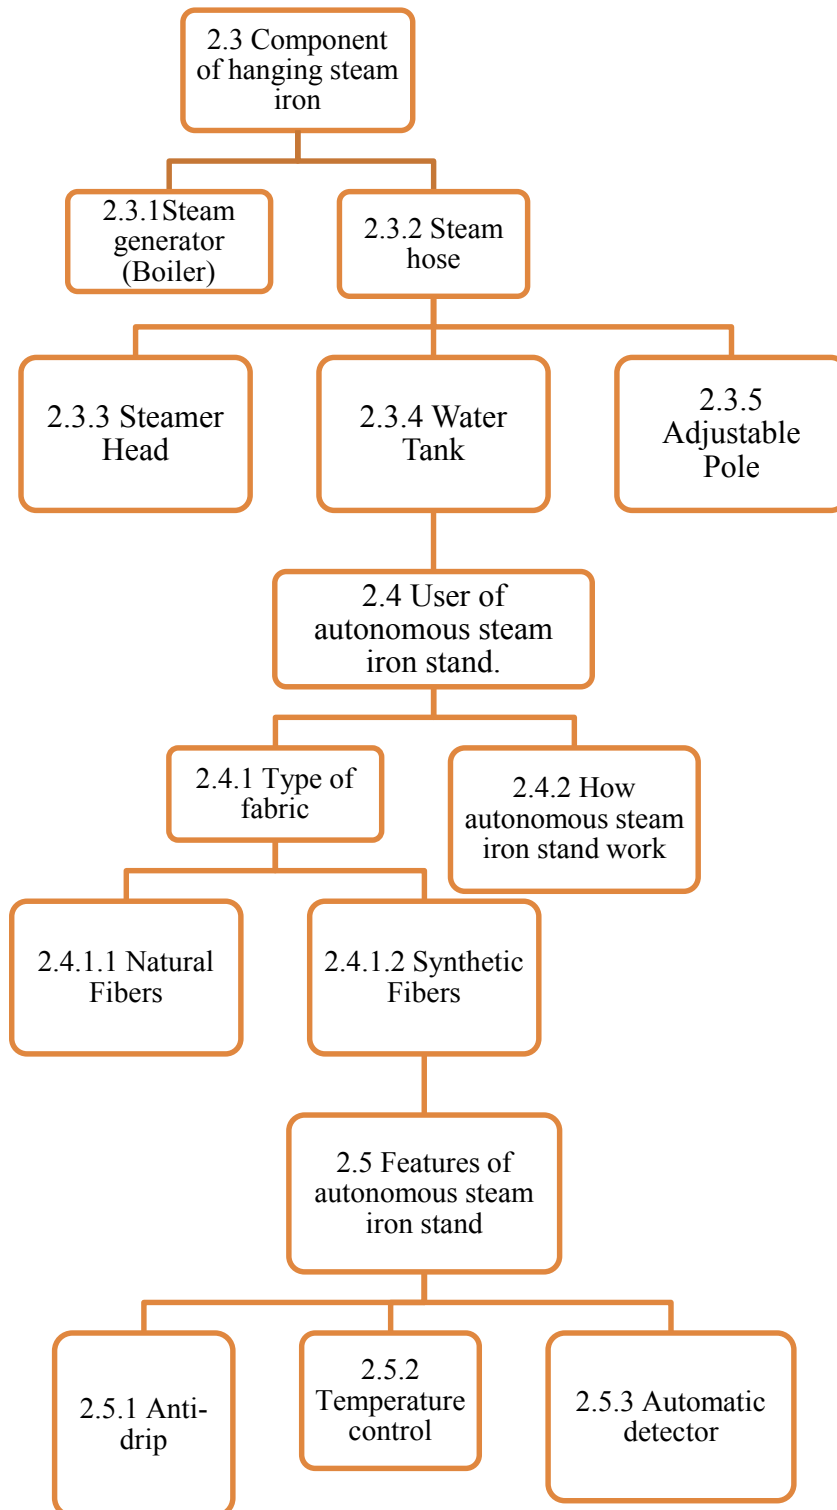 2.3 Component
of hanging steam
iron
2.3.1Steam
generator
(Boiler)
2.3.2 Steam
hose
2.3.3 Steamer
Head
2.3.4 Water
Tank
2.3.5
Adjustable
Pole
2.4 User of
autonomous steam
iron stand.
2.4.1 Type of
fabric
2.4.2 How
autonomous steam
iron stand work
2.4.1.1 Natural
Fibers
2.4.1.2 Synthetic
Fibers
2.5 Features of
autonomous steam
iron stand
2.5.1 Anti-
drip
2.5.2
Temperature
control
2.5.3 Automatic
detector